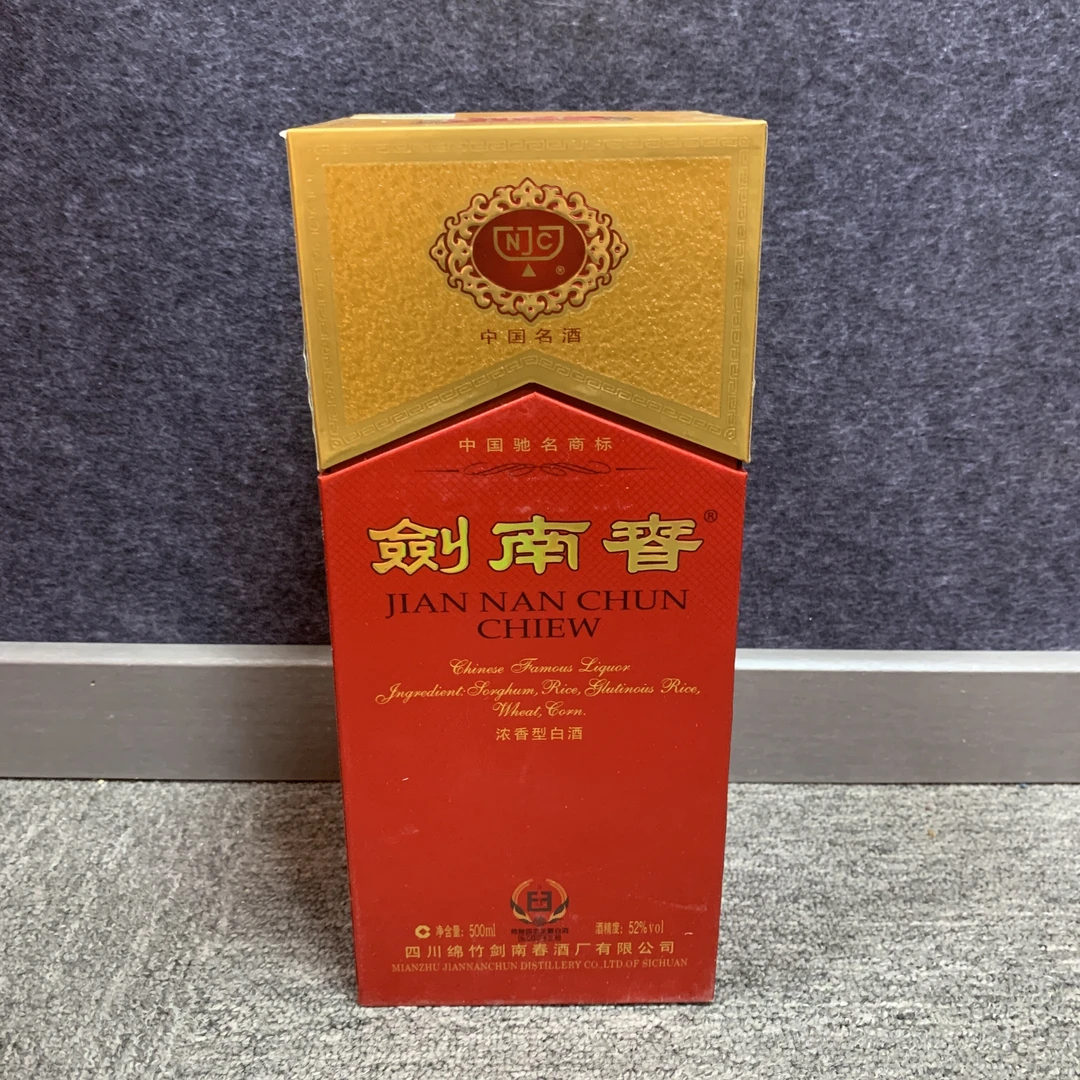 NJC
®
中国名酒
中国驰名商标
劍南春®
JIAN NAN CHUN
CHIEW
Chinese Famous Liquor
Ingredient: Sorghum, Rice, Glutinous Rice,
Wheat, Corn.
浓香型白酒
净含量: 500ml 酒精度: 52%vol
四川绵竹剑南春酒厂有限公司
MIANZHU JIANNANCHUN DISTILLERY CO.,LTD.OF SICHUAN